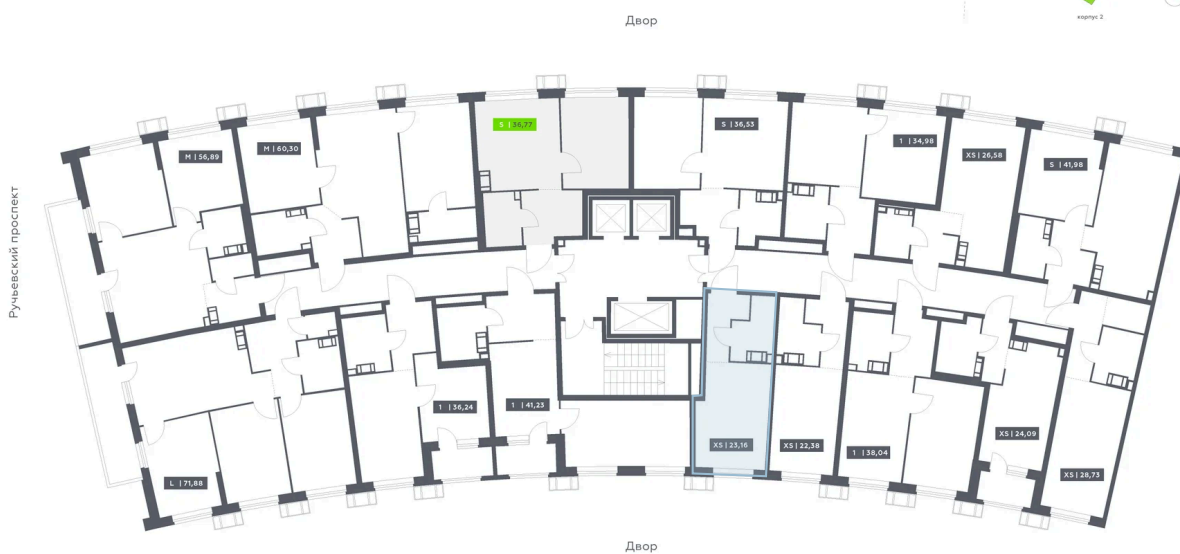 корпус 2
Двор
Ручьевский проспект
M | 56,89
M | 60,30
S | 36,77
S | 36,53
1 | 34,98
XS | 26,58
S | 41,98
L | 71,88
1 | 36,24
1 | 41,23
XS | 23,16
XS | 22,38
1 | 38,04
XS | 24,09
XS | 28,73
Двор